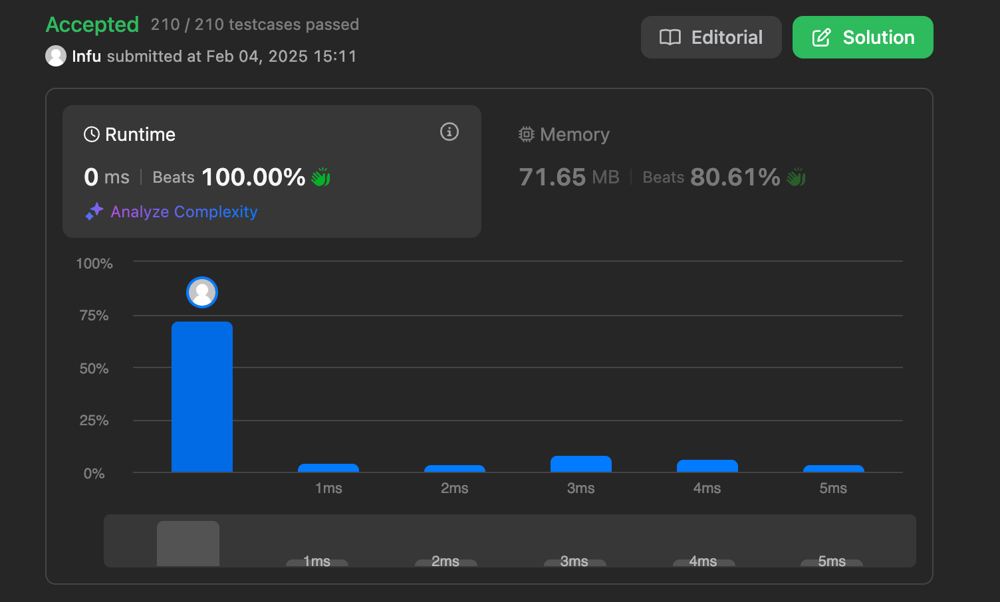 Accepted 210 / 210 testcases passed
Infu submitted at Feb 04, 2025 15:11
Editorial
Solution
Runtime
0 ms | Beats 100.00%
Analyze Complexity
Memory
71.65 MB | Beats 80.61%
100%
75%
50%
25%
0%
1ms 2ms 3ms 4ms 5ms
1ms 2ms 3ms 4ms 5ms